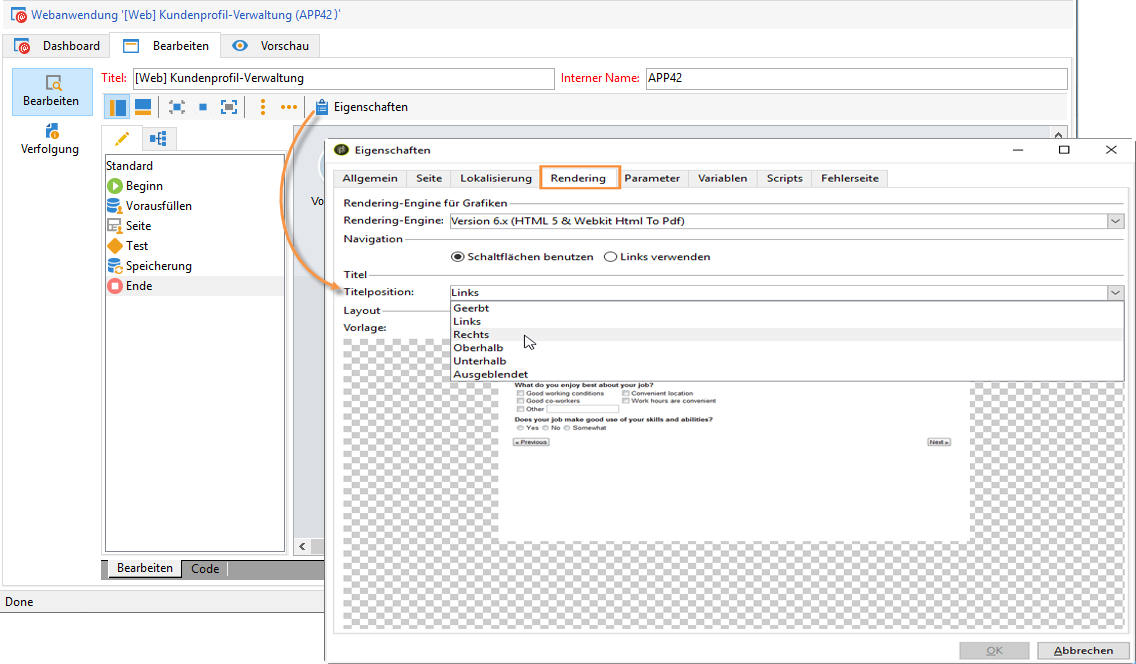 Webanwendung '[Web] Kundenprofil-Verwaltung (APP42)'
Dashboard Bearbeiten Vorschau
Bearbeiten
Verfolgung
Titel: [Web] Kundenprofil-Verwaltung Interner Name: APP42
Eigenschaften
Standard
Beginn
Vorausfüllen
Seite
Test
Speicherung
Ende
Vo
Bearbeiten Code
Done
Eigenschaften
Allgemein Seite Lokalisierung Rendering Parameter Variablen Scripts Fehlerseite
Rendering-Engine für Grafiken
Rendering-Engine: Version 6.x (HTML 5 & Webkit Html To Pdf)
Navigation
Schaltflächen benutzen Links verwenden
Titel
Titelposition: Links
Geerbt
Links
Rechts
Oberhalb
Unterhalb
Ausgeblendet
Layout
Vorlage:
What do you enjoy best about your job?
Good working conditions Convenient location
Good co-workers Work hours are convenient
Other
Does your job make good use of your skills and abilities?
Yes No Somewhat
« Previous Next »
OK Abbrechen